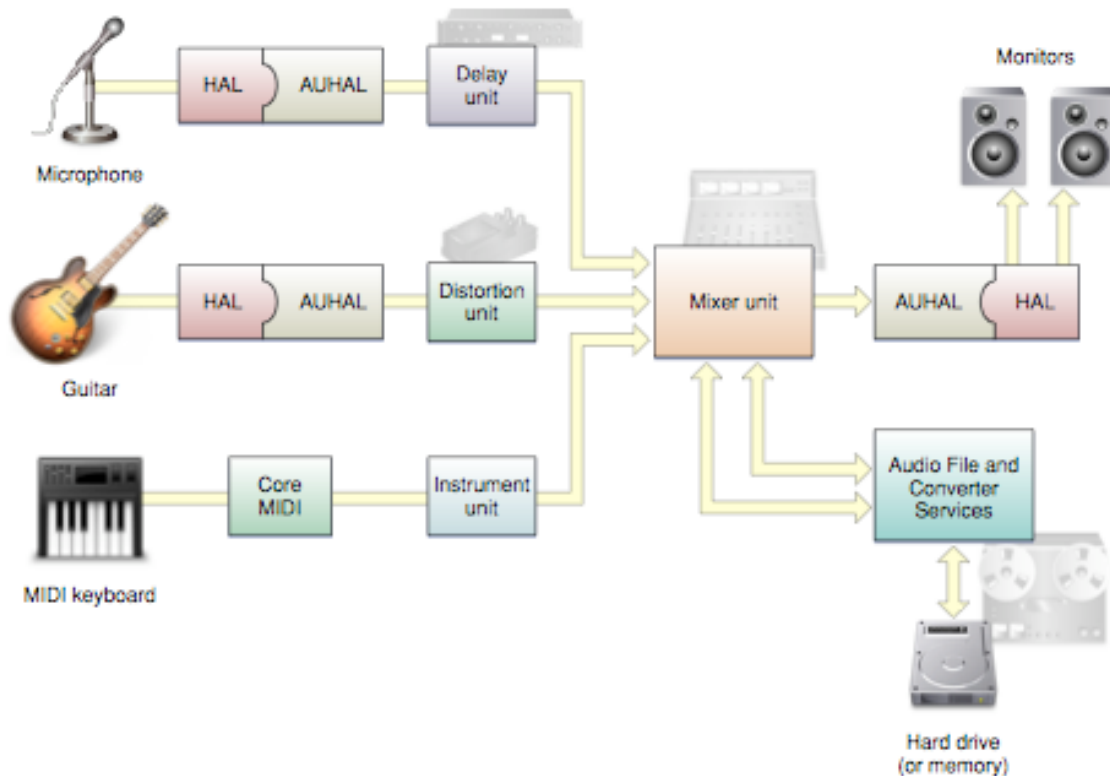 Monitors
HAL
AUHAL
Delay
unit
Microphone
HAL
AUHAL
Distortion
unit
Mixer unit
AUHAL
HAL
Guitar
Core
MIDI
Instrument
unit
Audio File and
Converter
Services
MIDI keyboard
Hard drive
(or memory)